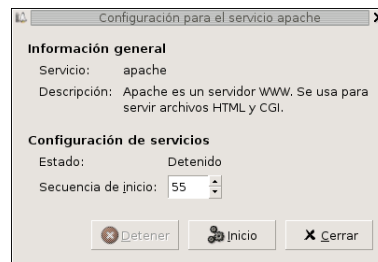 Configuración para el servicio apache
Información general
Servicio: apache
Descripción: Apache es un servidor WWW. Se usa para
servir archivos HTML y CGI.
Configuración de servicios
Estado: Detenido
Secuencia de inicio: 55
Detener Inicio Cerrar